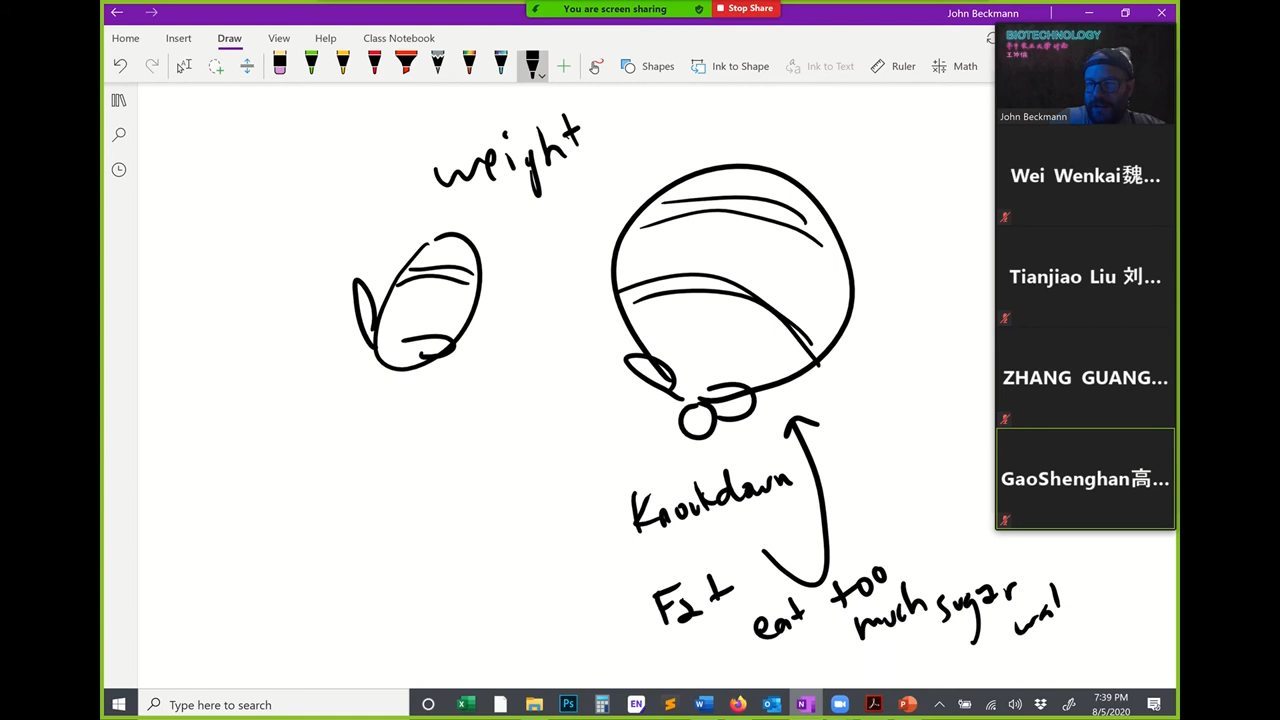 You are screen sharing
Stop Share
John Beckmann
Home Insert Draw View Help Class Notebook
Shapes Ink to Shape Ink to Text Ruler Math
BIOTECHNOLOGY
John Beckmann
Wei Wenkai魏...
Tianjiao Liu 刘...
ZHANG GUANG...
GaoShenghan高...
weight
Knockdown
Fat
eat too
much sugar
Type here to search
EN
7:39 PM
8/5/2020